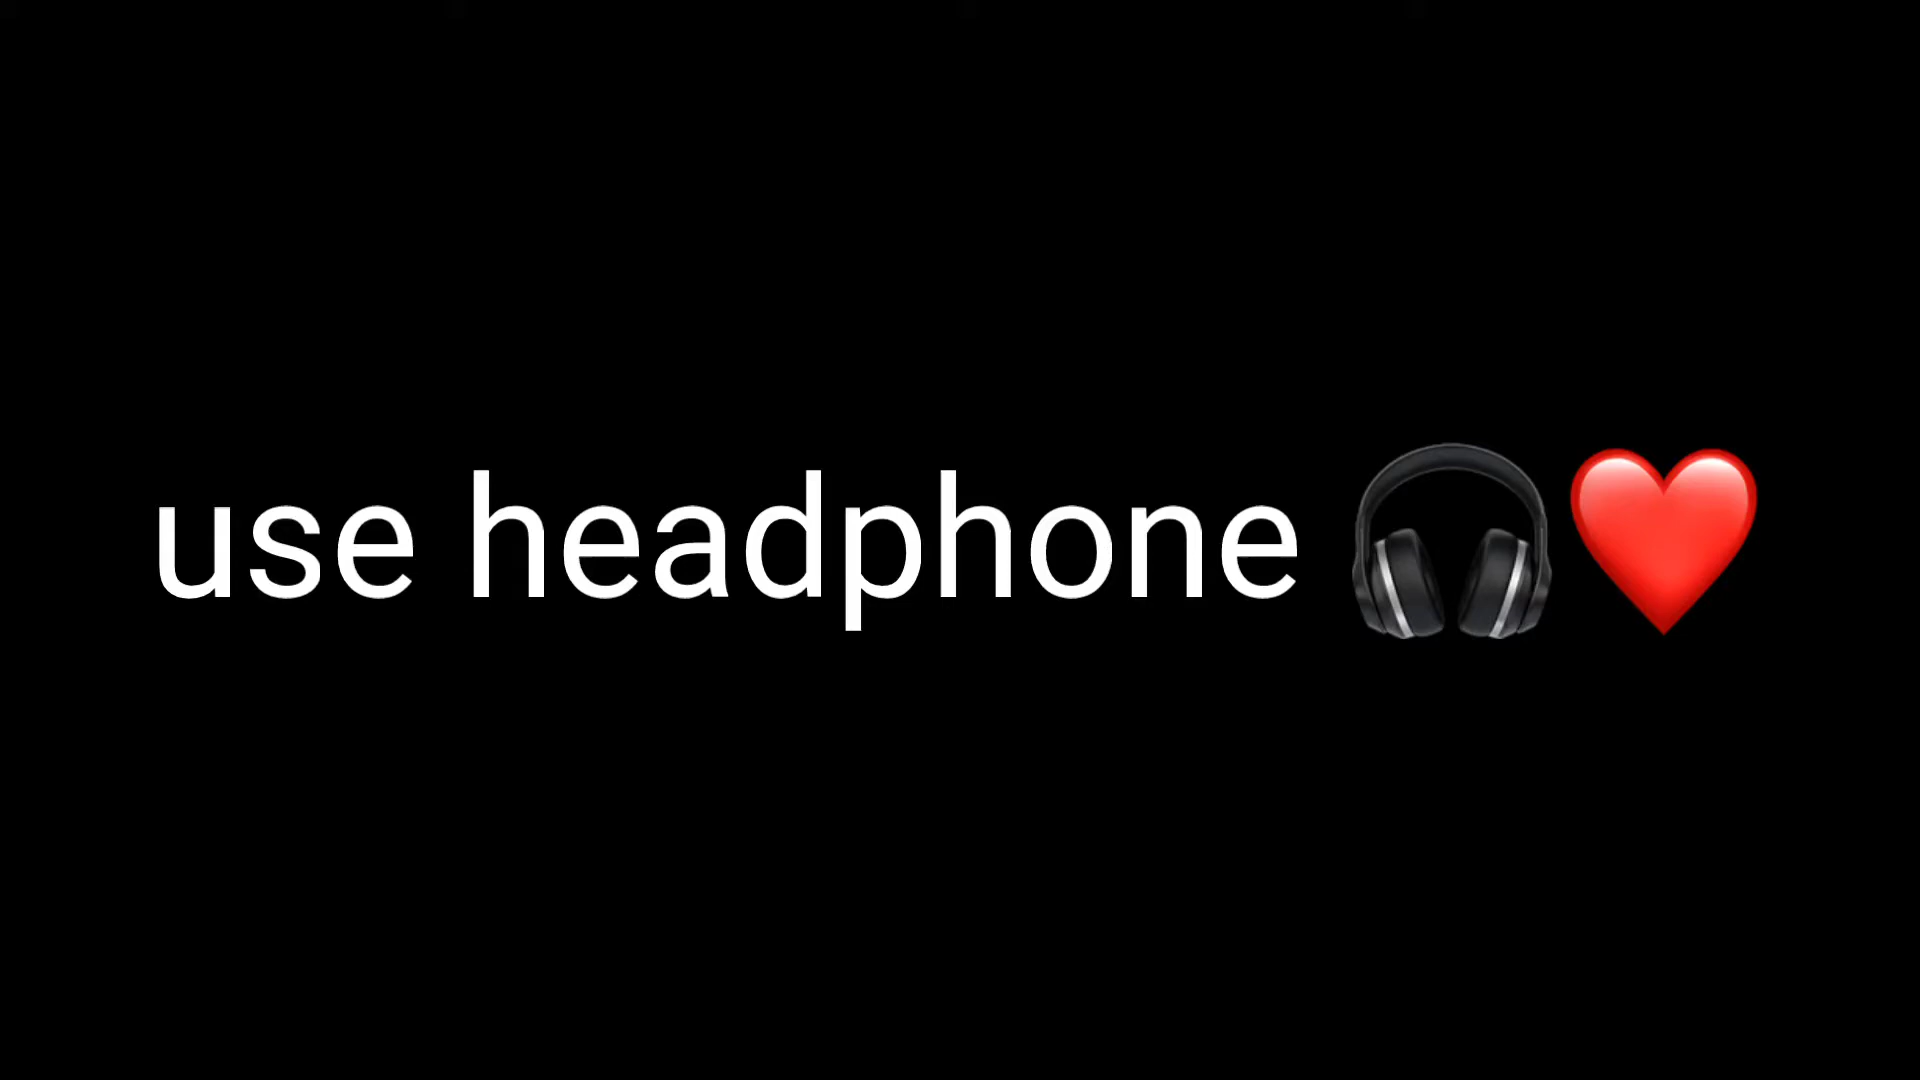 use headphone 🎧❤️